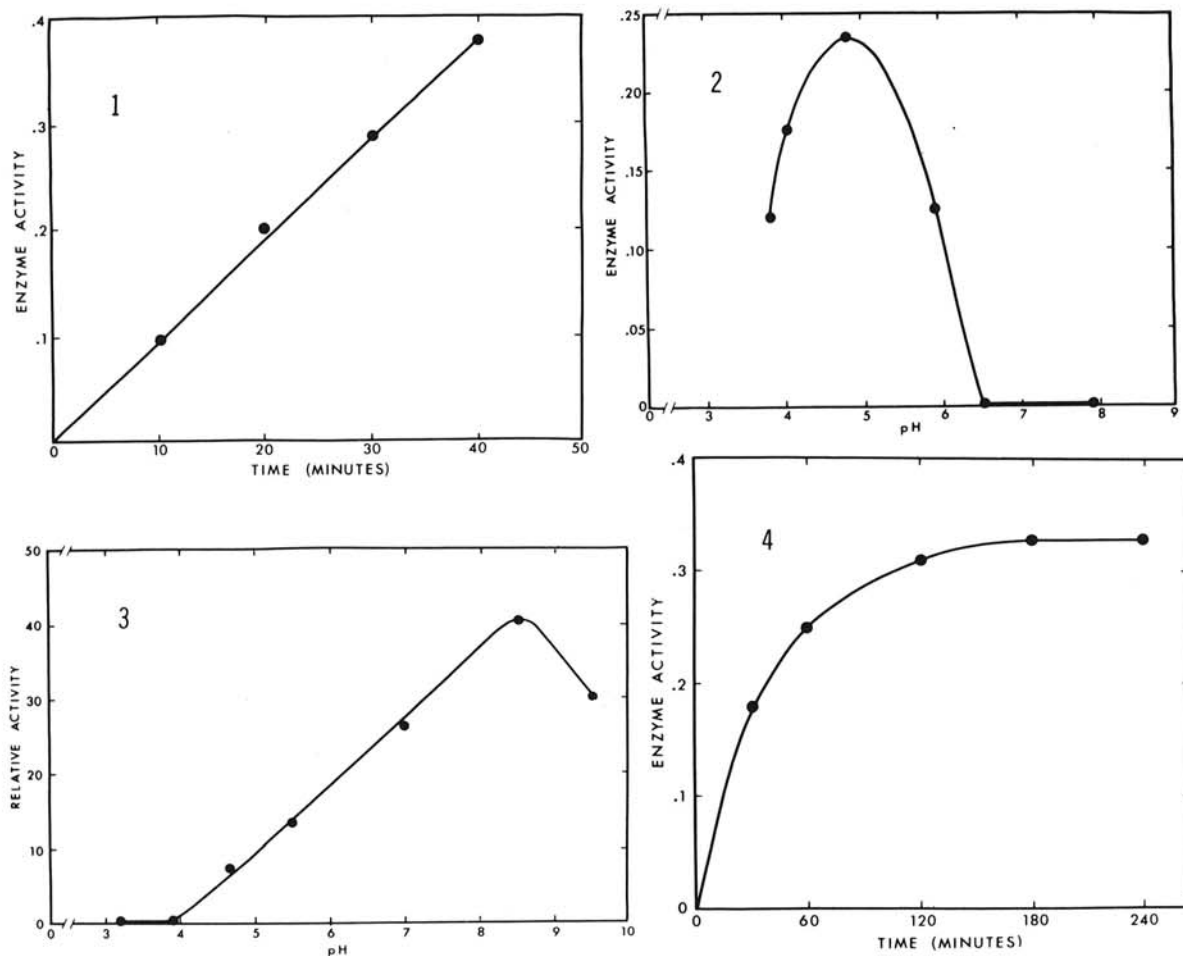 .4
.3
.2
.1
1
ENZYME ACTIVITY
0 10 20 30 40 50
TIME (MINUTES)
.25
.20
.15
.10
.05
0
2
ENZYME ACTIVITY
0 3 4 5 6 7 8 9
pH
50
40
30
20
10
0
3
RELATIVE ACTIVITY
0 3 4 5 6 7 8 9 10
pH
.4
.3
.2
.1
0
4
ENZYME ACTIVITY
0 60 120 180 240
TIME (MINUTES)